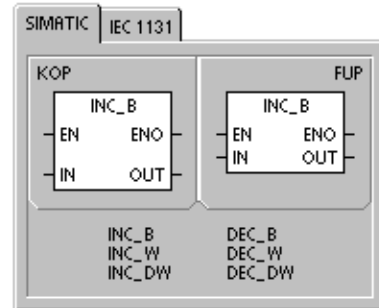 SIMATIC IEC 1131
KOP
INC_B
EN ENO
IN OUT
FUP
INC_B
EN ENO
IN OUT
INC_B DEC_B
INC_W DEC_W
INC_DW DEC_DW